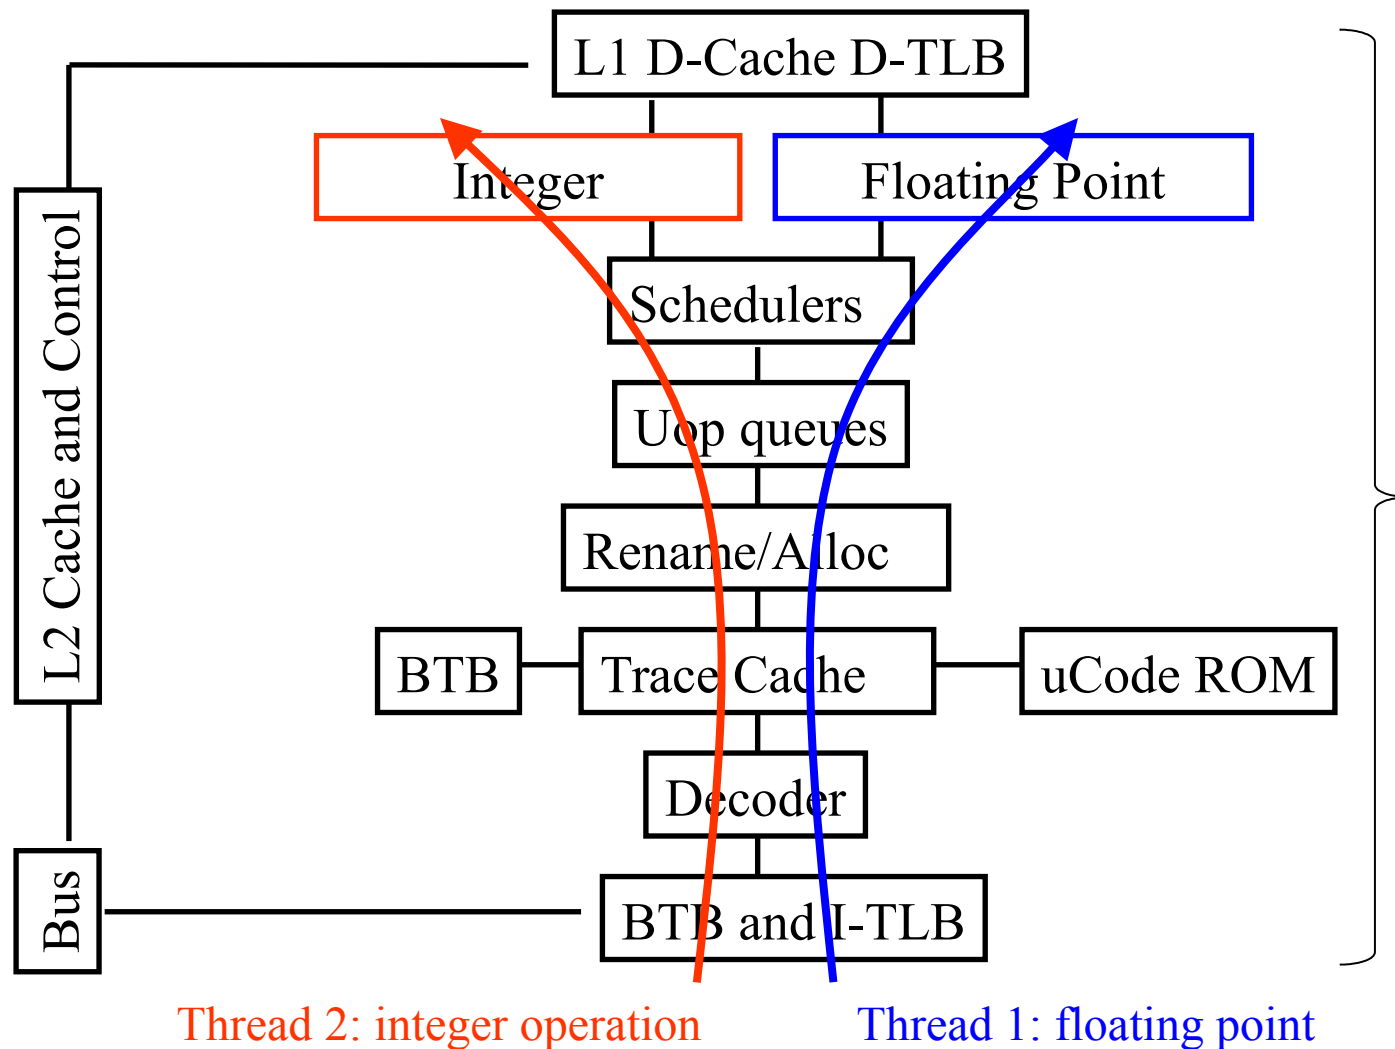 L1 D-Cache D-TLB
Integer
Floating Point
L2 Cache and Control
Schedulers
Uop queues
Rename/Alloc
BTB
Trace Cache
uCode ROM
Decoder
Bus
BTB and I-TLB
Thread 2: integer operation
Thread 1: floating point